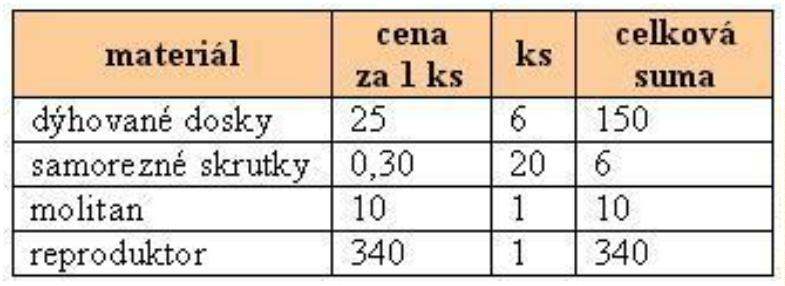 materiál cena za 1 ks ks celková suma
dýhované dosky 25 6 150
samorezné skrutky 0,30 20 6
molitan 10 1 10
reproduktor 340 1 340